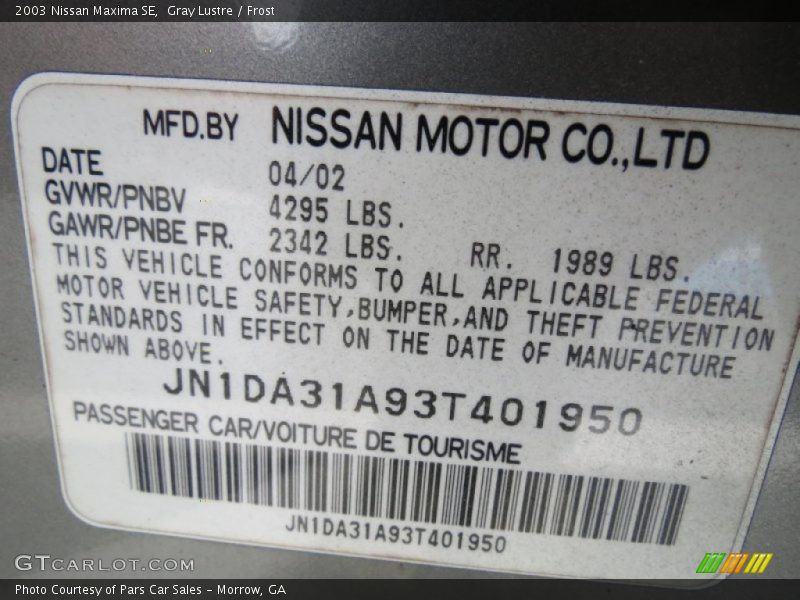 2003 Nissan Maxima SE, Gray Lustre / Frost
MFD.BY NISSAN MOTOR CO.,LTD
DATE 04/02
GVWR/PNBV 4295 LBS.
GAWR/PNBE FR. 2342 LBS. RR. 1989 LBS.
THIS VEHICLE CONFORMS TO ALL APPLICABLE FEDERAL
MOTOR VEHICLE SAFETY,BUMPER,AND THEFT PREVENTION
STANDARDS IN EFFECT ON THE DATE OF MANUFACTURE
SHOWN ABOVE.
JN1DA31A93T401950
PASSENGER CAR/VOITURE DE TOURISME
JN1DA31A93T401950
GTCARLOT.COM
Photo Courtesy of Pars Car Sales - Morrow, GA